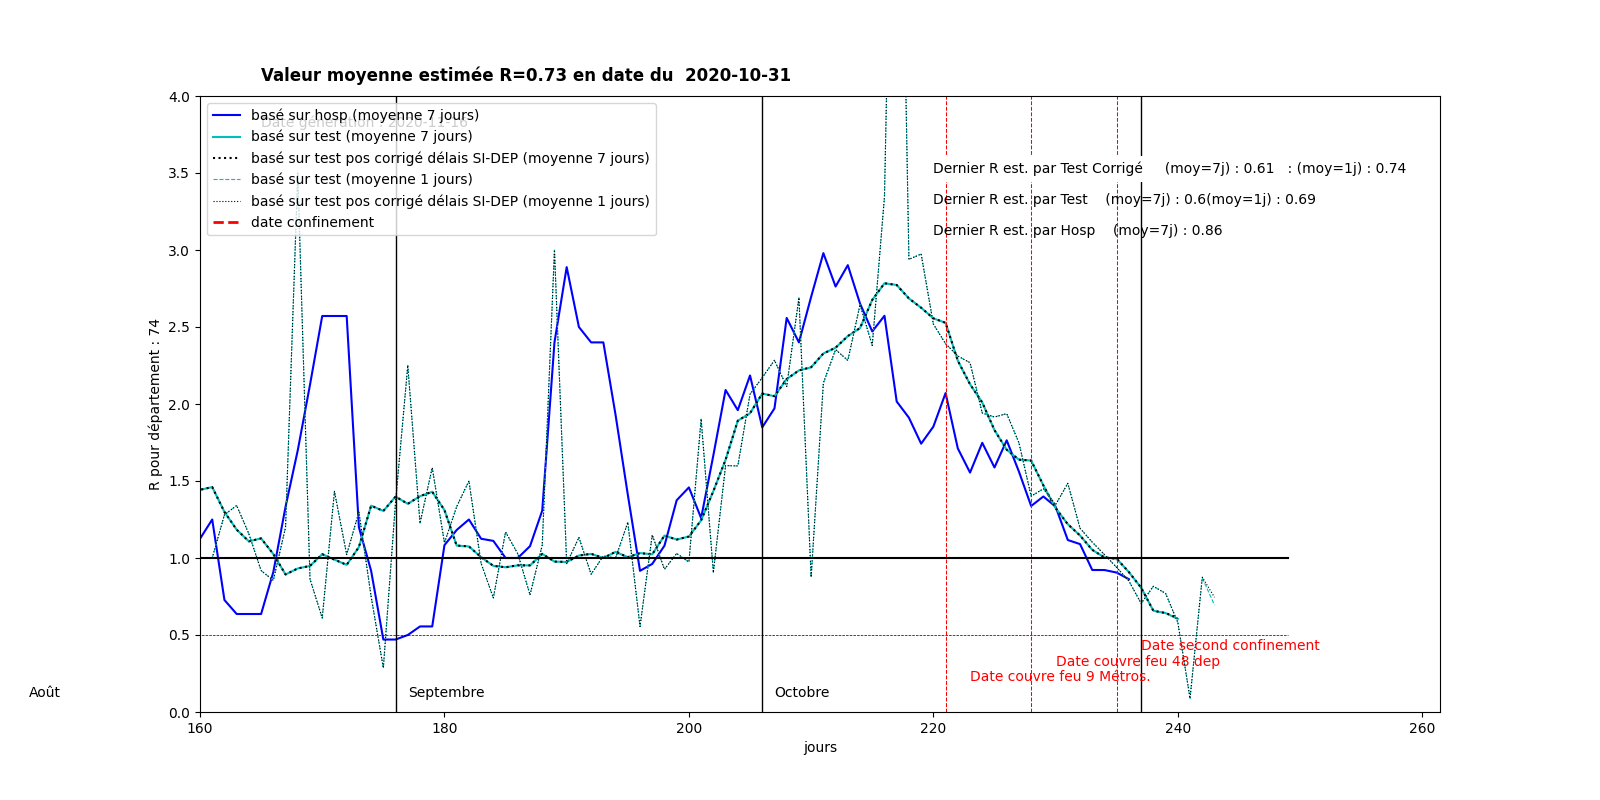 Valeur moyenne estimée R=0.73 en date du  2020-10-31
Date génération : 2020-11-16
basé sur hosp (moyenne 7 jours)
basé sur test (moyenne 7 jours)
basé sur test pos corrigé délais SI-DEP (moyenne 7 jours)
basé sur test (moyenne 1 jours)
basé sur test pos corrigé délais SI-DEP (moyenne 1 jours)
date confinement
Dernier R est. par Test Corrigé     (moy=7j) : 0.61   : (moy=1j) : 0.74
Dernier R est. par Test    (moy=7j) : 0.6(moy=1j) : 0.69
Dernier R est. par Hosp    (moy=7j) : 0.86
R pour département : 74
4.0
3.5
3.0
2.5
2.0
1.5
1.0
0.5
0.0
Date second confinement
Date couvre feu 48 dep
Date couvre feu 9 Métros.
Août
Septembre
Octobre
160 180 200 220 240 260
jours